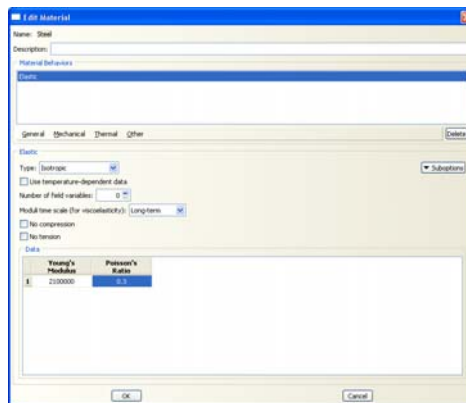 Edit Material
Name: Steel
Description:
Material Behaviors
Elastic
General Mechanical Thermal Other Delete
Elastic
Type: Isotropic Suboptions
Use temperature-dependent data
Number of field variables: 0
Moduli time scale (for viscoelasticity): Long-term
No compression
No tension
Data
Young's Modulus Poisson's Ratio
1 2100000 0.3
OK Cancel